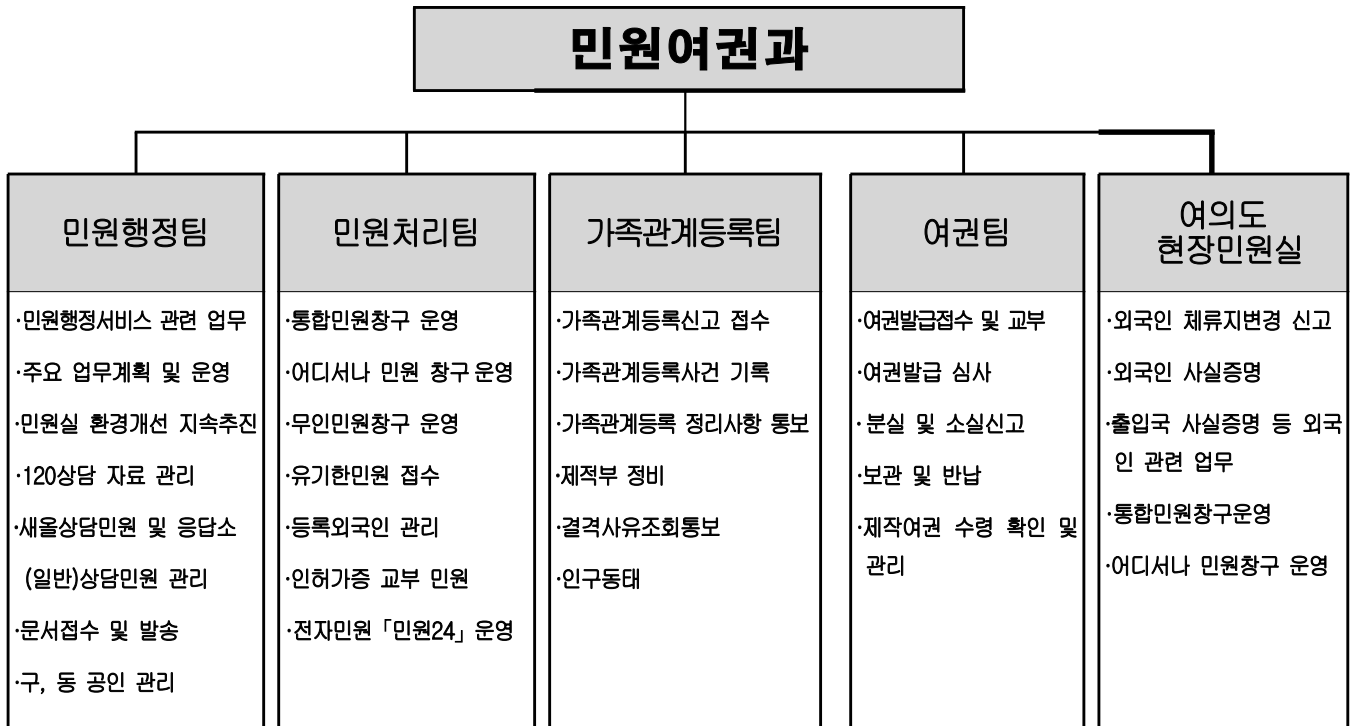 민원여권과
민원행정팀
·민원행정서비스 관련 업무
·주요 업무계획 및 운영
·민원실 환경개선 지속추진
·120상담 자료 관리
·새올상담민원 및 응답소
(일반)상담민원 관리
·문서접수 및 발송
·구, 동 공인 관리
민원처리팀
·통합민원창구 운영
·어디서나 민원 창구 운영
·무인민원창구 운영
·유기한민원 접수
·등록외국인 관리
·인허가증 교부 민원
·전자민원「민원24」운영
가족관계등록팀
·가족관계등록신고 접수
·가족관계등록사건 기록
·가족관계등록 정리사항 통보
·제적부 정비
·결격사유조회통보
·인구동태
여권팀
·여권발급접수 및 교부
·여권발급 심사
·분실 및 소실신고
·보관 및 반납
·제작여권 수령 확인 및
관리
여의도
현장민원실
·외국인 체류지변경 신고
·외국인 사실증명
·출입국 사실증명 등 외국
인 관련 업무
·통합민원창구운영
·어디서나 민원창구 운영